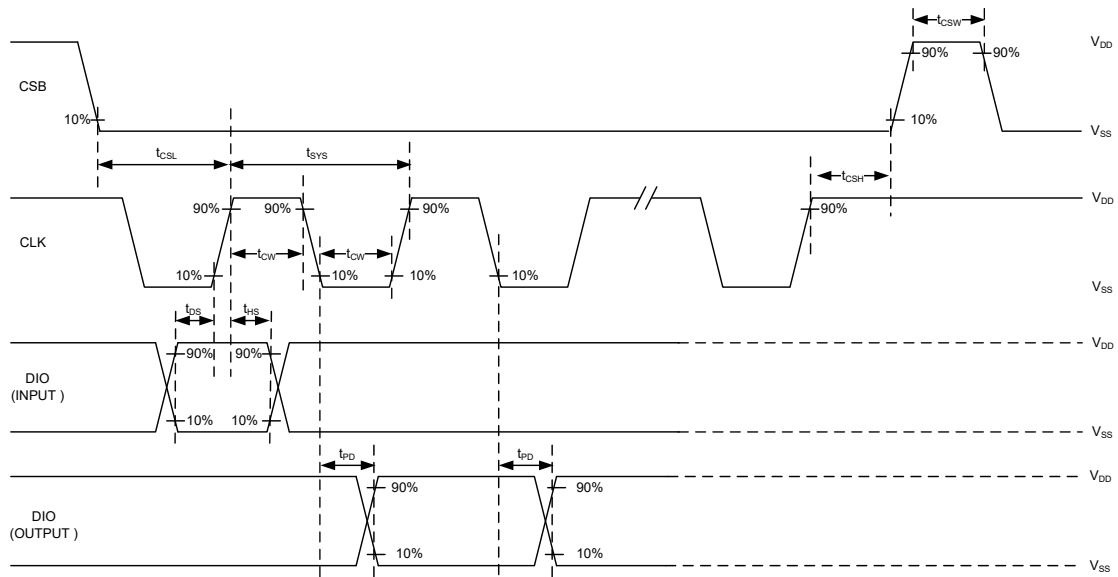 tCSW
VDD
90%
90%
CSB
10%
10%
VSS
tCSL
tSYS
tCSH
VDD
90%
90%
90%
90%
CLK
tCW
tCW
10%
10%
10%
10%
VSS
tDS
tHS
VDD
90%
90%
DIO
(INPUT )
10%
10%
VSS
tPD
tPD
VDD
90%
90%
DIO
(OUTPUT )
10%
10%
VSS